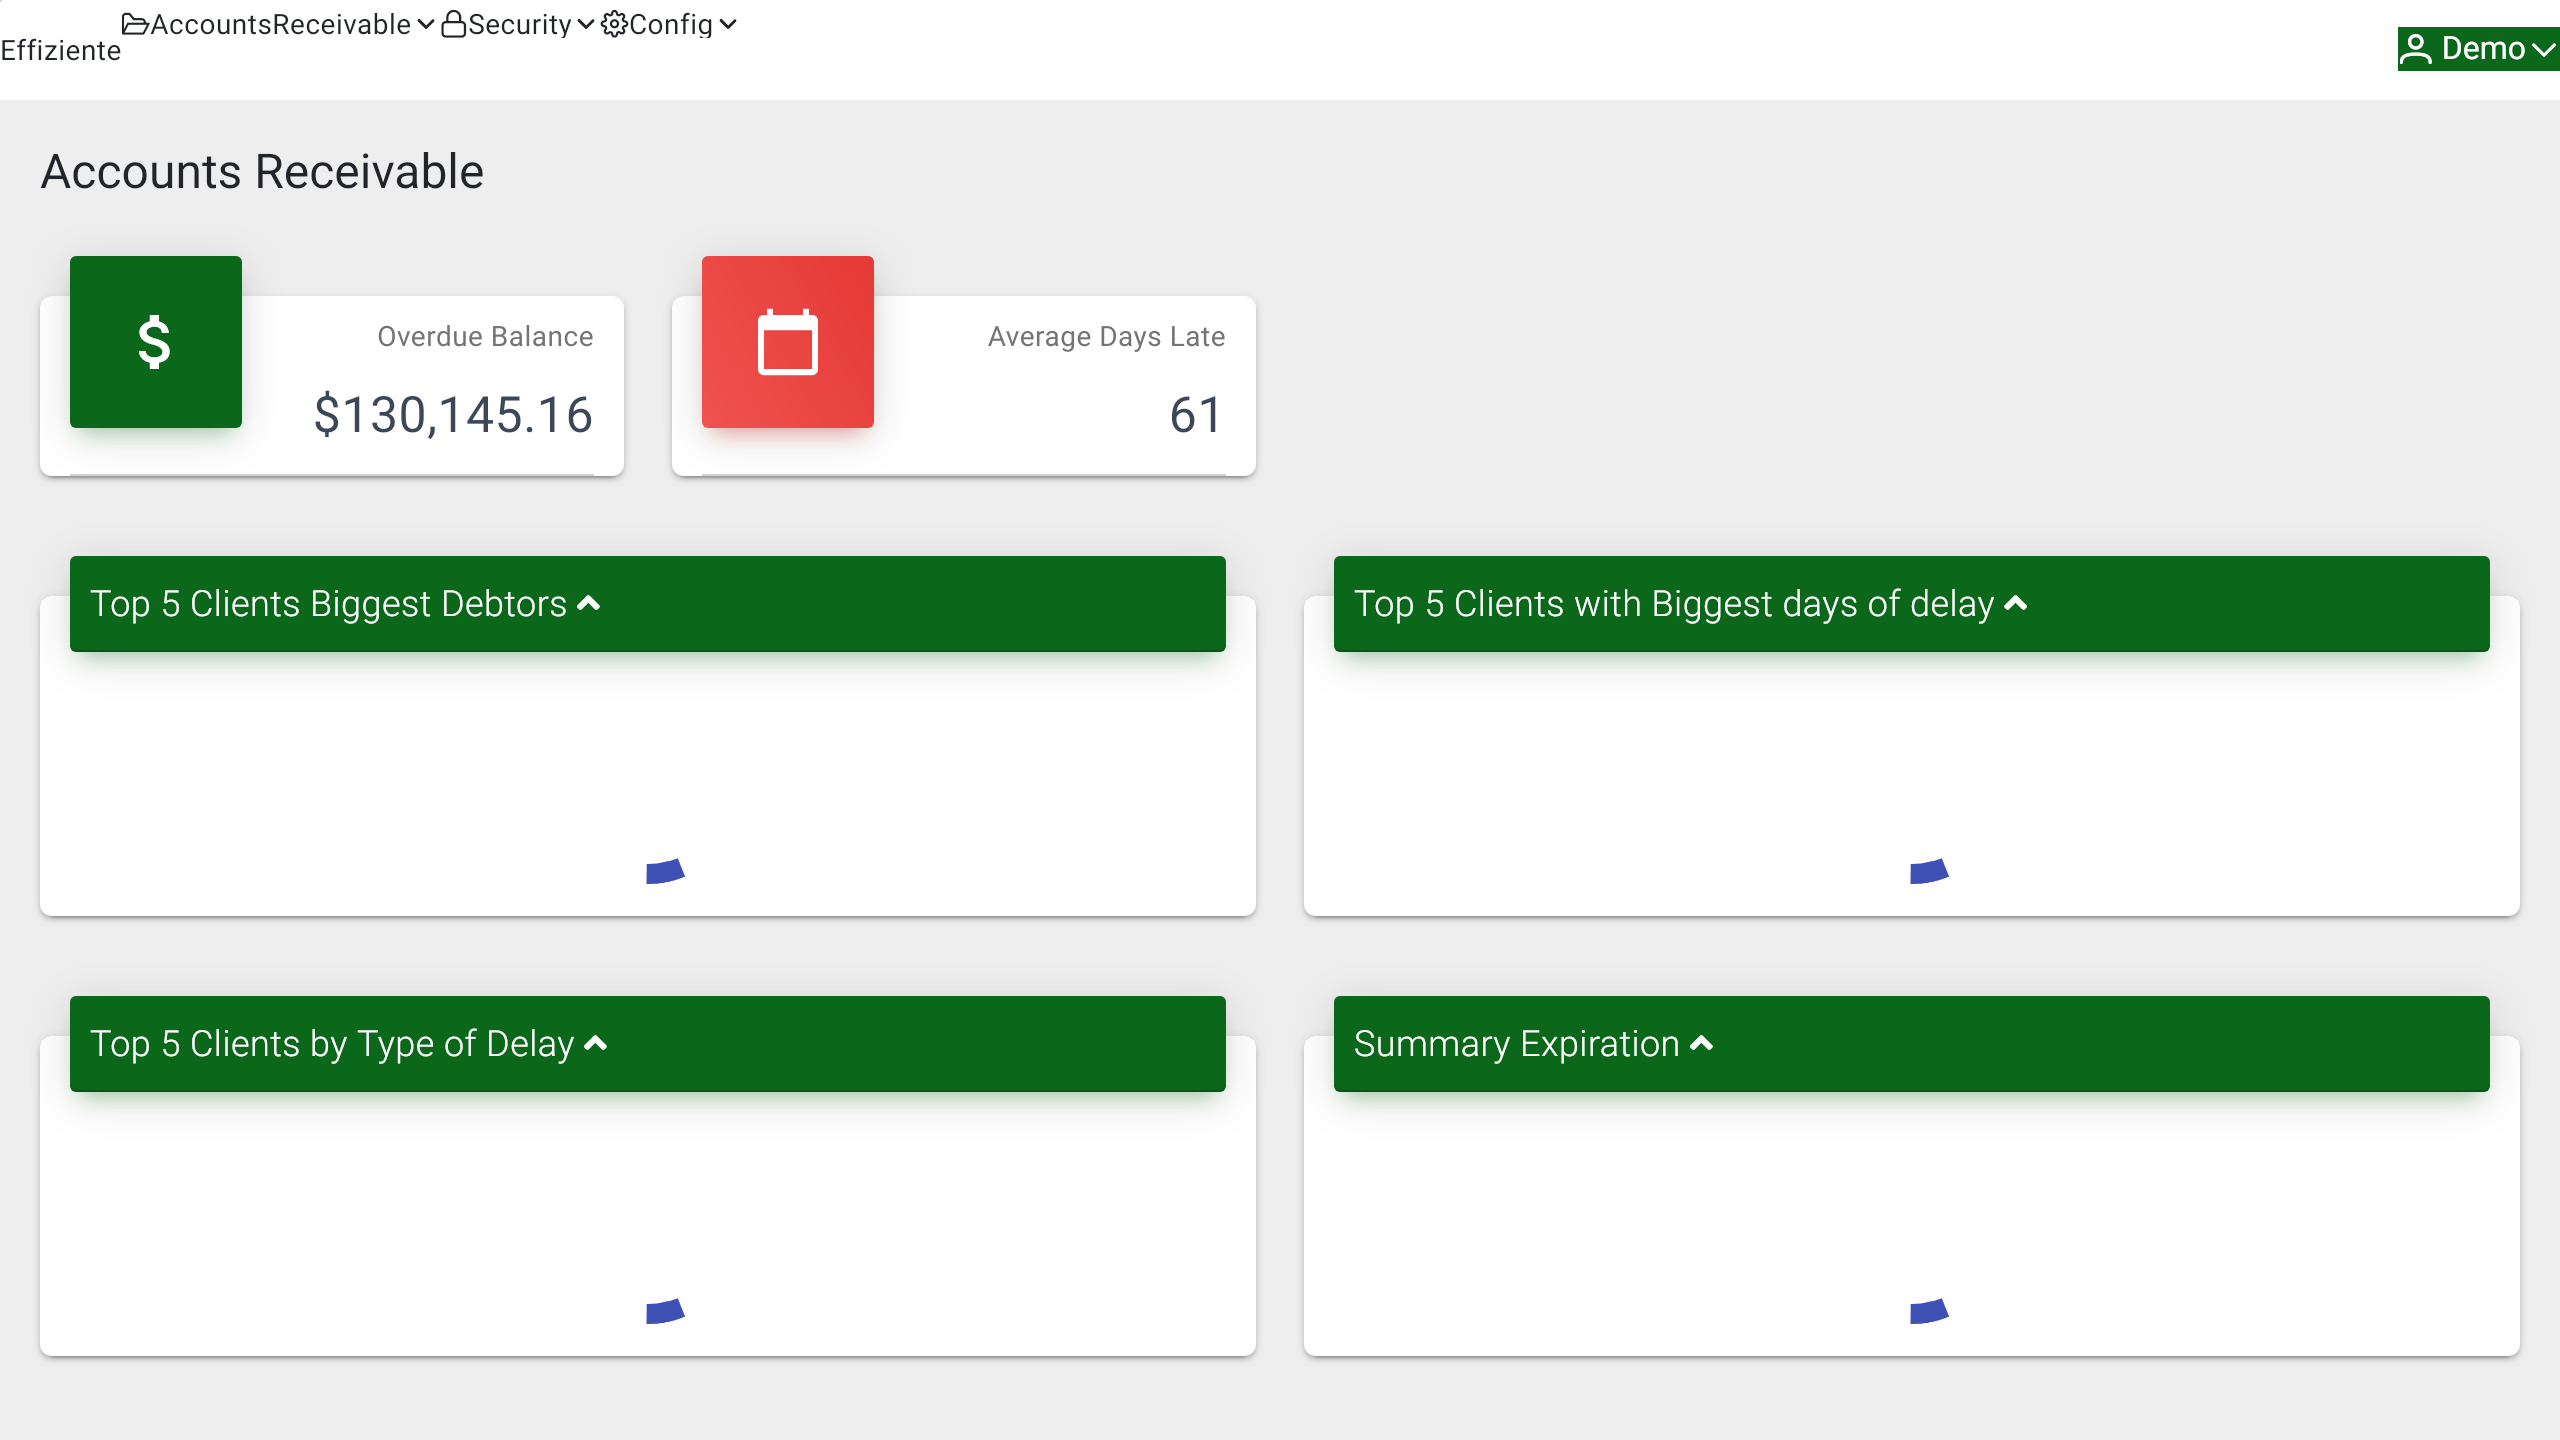 AccountsReceivable Security Config
Effiziente
Demo
Accounts Receivable
Overdue Balance
$130,145.16
Average Days Late
61
Top 5 Clients Biggest Debtors
Top 5 Clients with Biggest days of delay
Top 5 Clients by Type of Delay
Summary Expiration